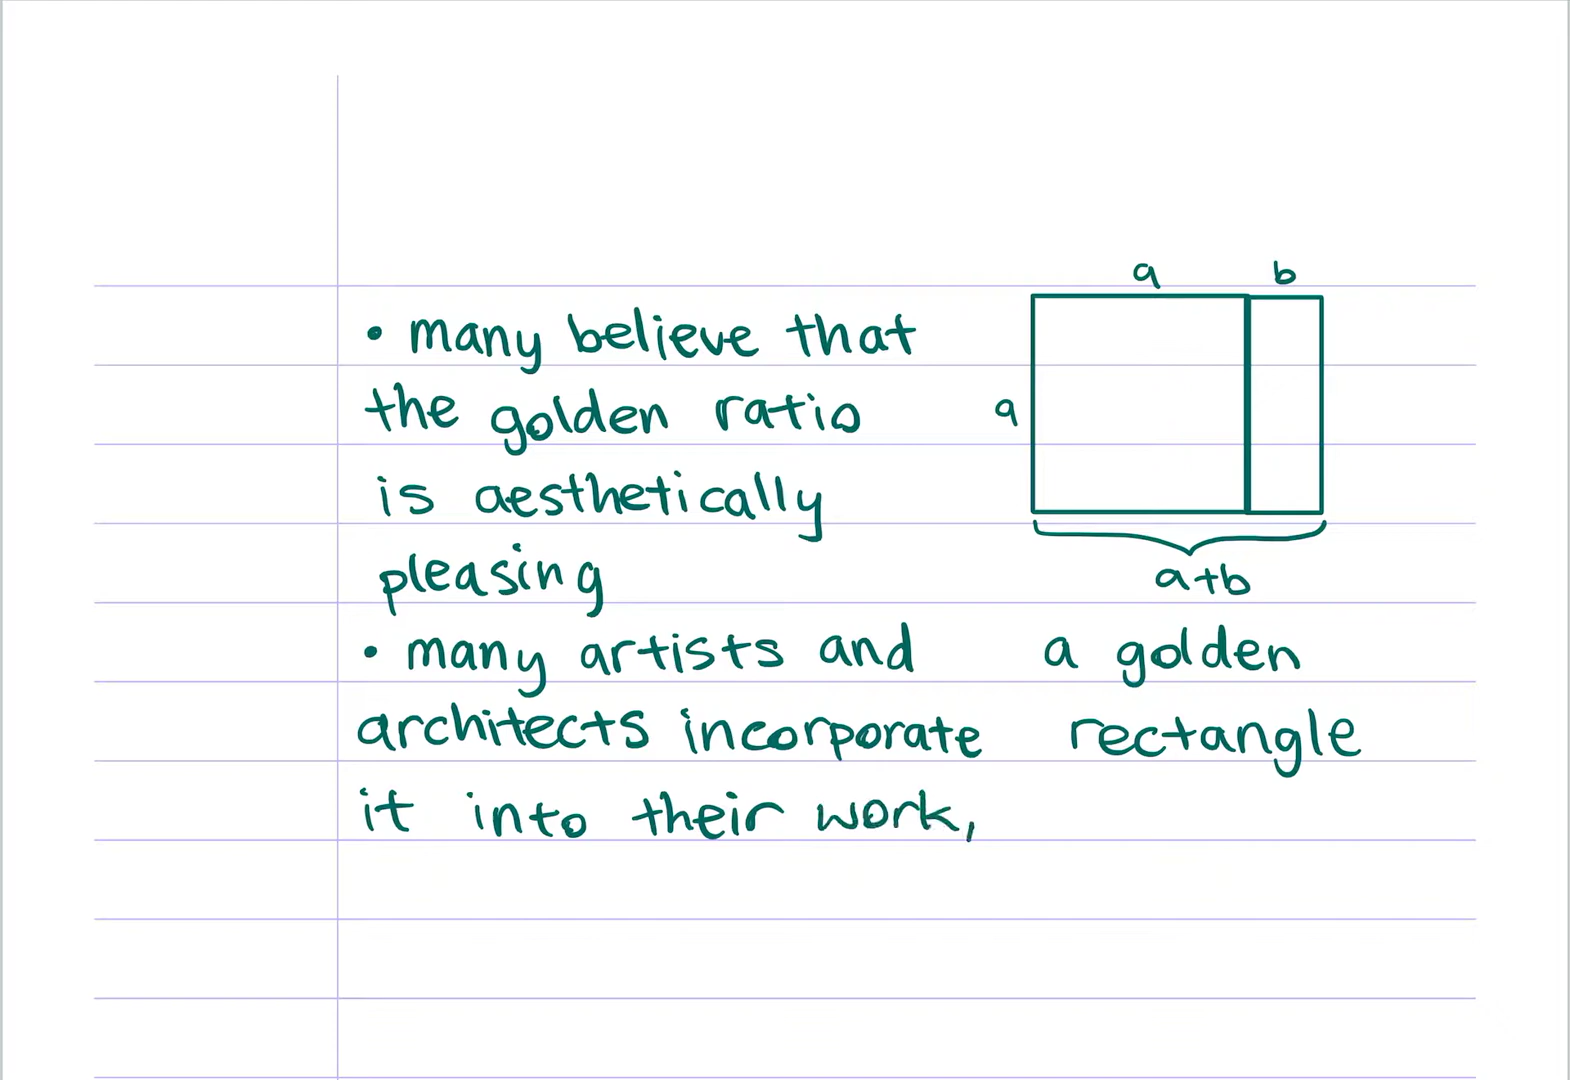 • many believe that
the golden ratio
is aesthetically
pleasing
• many artists and
architects incorporate
it into their work,
a b
a
a+b
a golden
rectangle